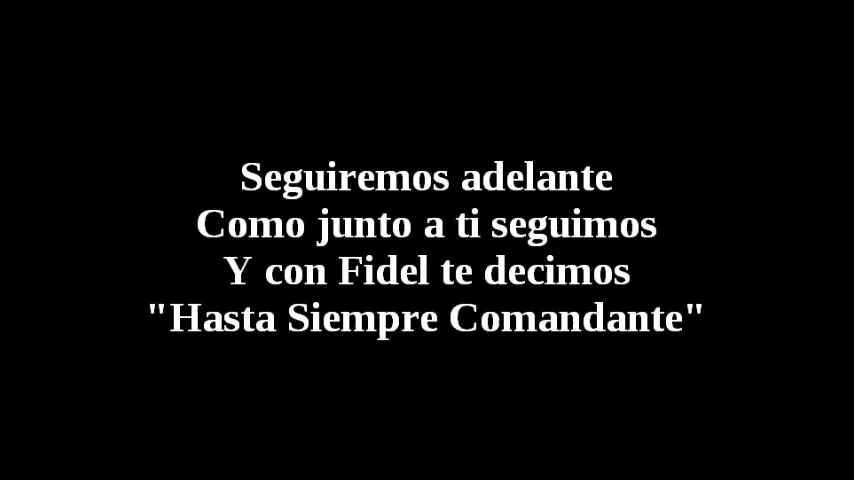 Seguiremos adelante
Como junto a ti seguimos
Y con Fidel te decimos
"Hasta Siempre Comandante"